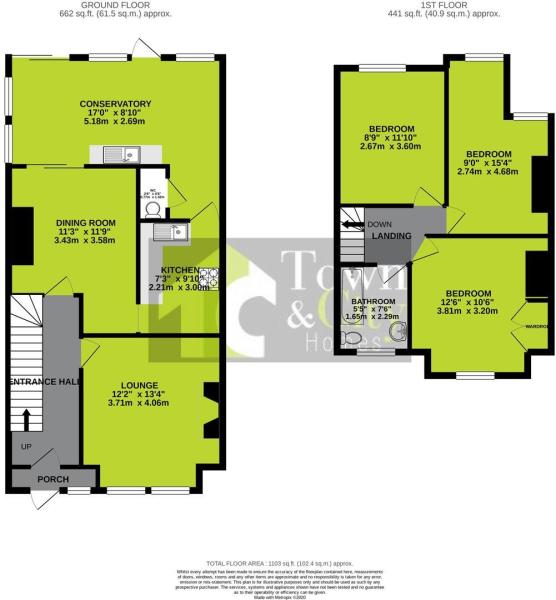 GROUND FLOOR
662 sq.ft. (61.5 sq.m.) approx.
1ST FLOOR
441 sq.ft. (40.9 sq.m.) approx.
CONSERVATORY
17'0" x 8'10"
5.18m x 2.69m
WC
DINING ROOM
11'3" x 11'9"
3.43m x 3.58m
KITCHEN
7'3" x 9'10"
2.21m x 3.00m
ENTRANCE HALL
LOUNGE
12'2" x 13'4"
3.71m x 4.06m
UP
PORCH
BEDROOM
8'9" x 11'10"
2.67m x 3.60m
BEDROOM
9'0" x 15'4"
2.74m x 4.68m
DOWN
LANDING
BATHROOM
5'5" x 7'6"
1.65m x 2.29m
BEDROOM
12'6" x 10'6"
3.81m x 3.20m
WARDROBE
Town
& City
Homes
TOTAL FLOOR AREA : 1103 sq.ft. (102.4 sq.m.) approx.
Whilst every attempt has been made to ensure the accuracy of the floorplan contained here, measurements
of doors, windows, rooms and any other items are approximate and no responsibility is taken for any error,
omission or mis-statement. This plan is for illustrative purposes only and should be used as such by any
prospective purchaser. The services, systems and appliances shown have not been tested and no guarantee
as to their operability or efficiency can be given.
Made with Metropix ©2020